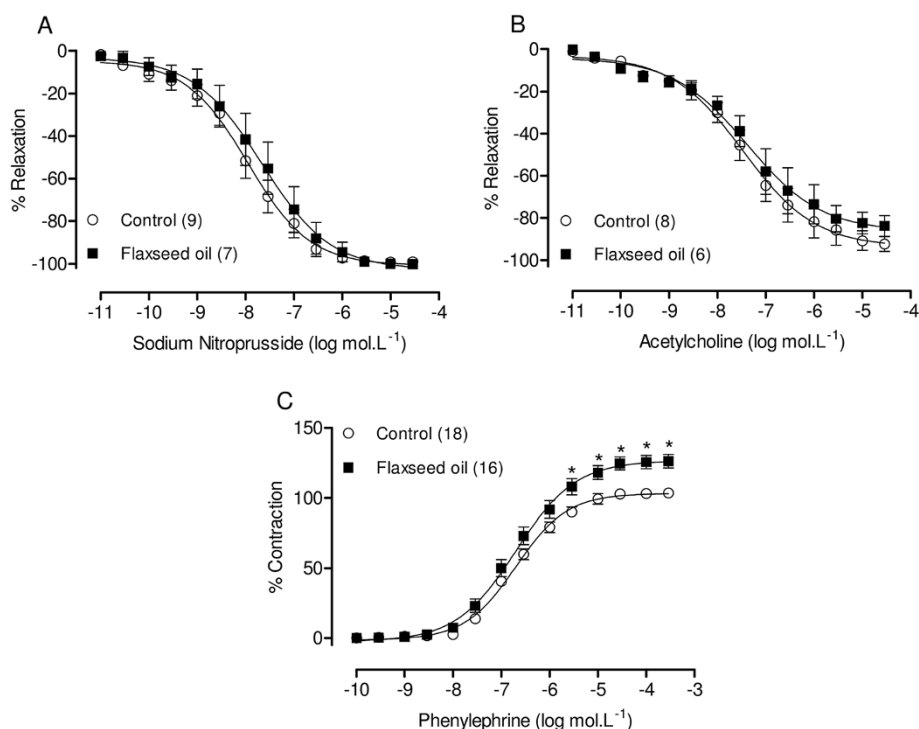 A
0
-20
-40
-60
-80
-100
% Relaxation
Control (9)
Flaxseed oil (7)
-11 -10 -9 -8 -7 -6 -5 -4
Sodium Nitroprusside (log mol.L⁻¹)
B
0
-20
-40
-60
-80
-100
% Relaxation
Control (8)
Flaxseed oil (6)
-11 -10 -9 -8 -7 -6 -5 -4
Acetylcholine (log mol.L⁻¹)
C
150
100
50
0
% Contraction
Control (18)
Flaxseed oil (16)
* * * * *
-10 -9 -8 -7 -6 -5 -4 -3
Phenylephrine (log mol.L⁻¹)